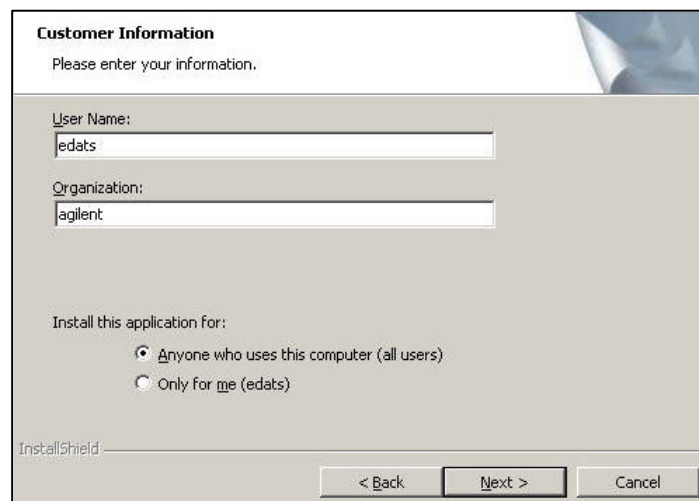 Customer Information
Please enter your information.
User Name:
edats
Organization:
agilent
Install this application for:
Anyone who uses this computer (all users)
Only for me (edats)
InstallShield
< Back Next > Cancel